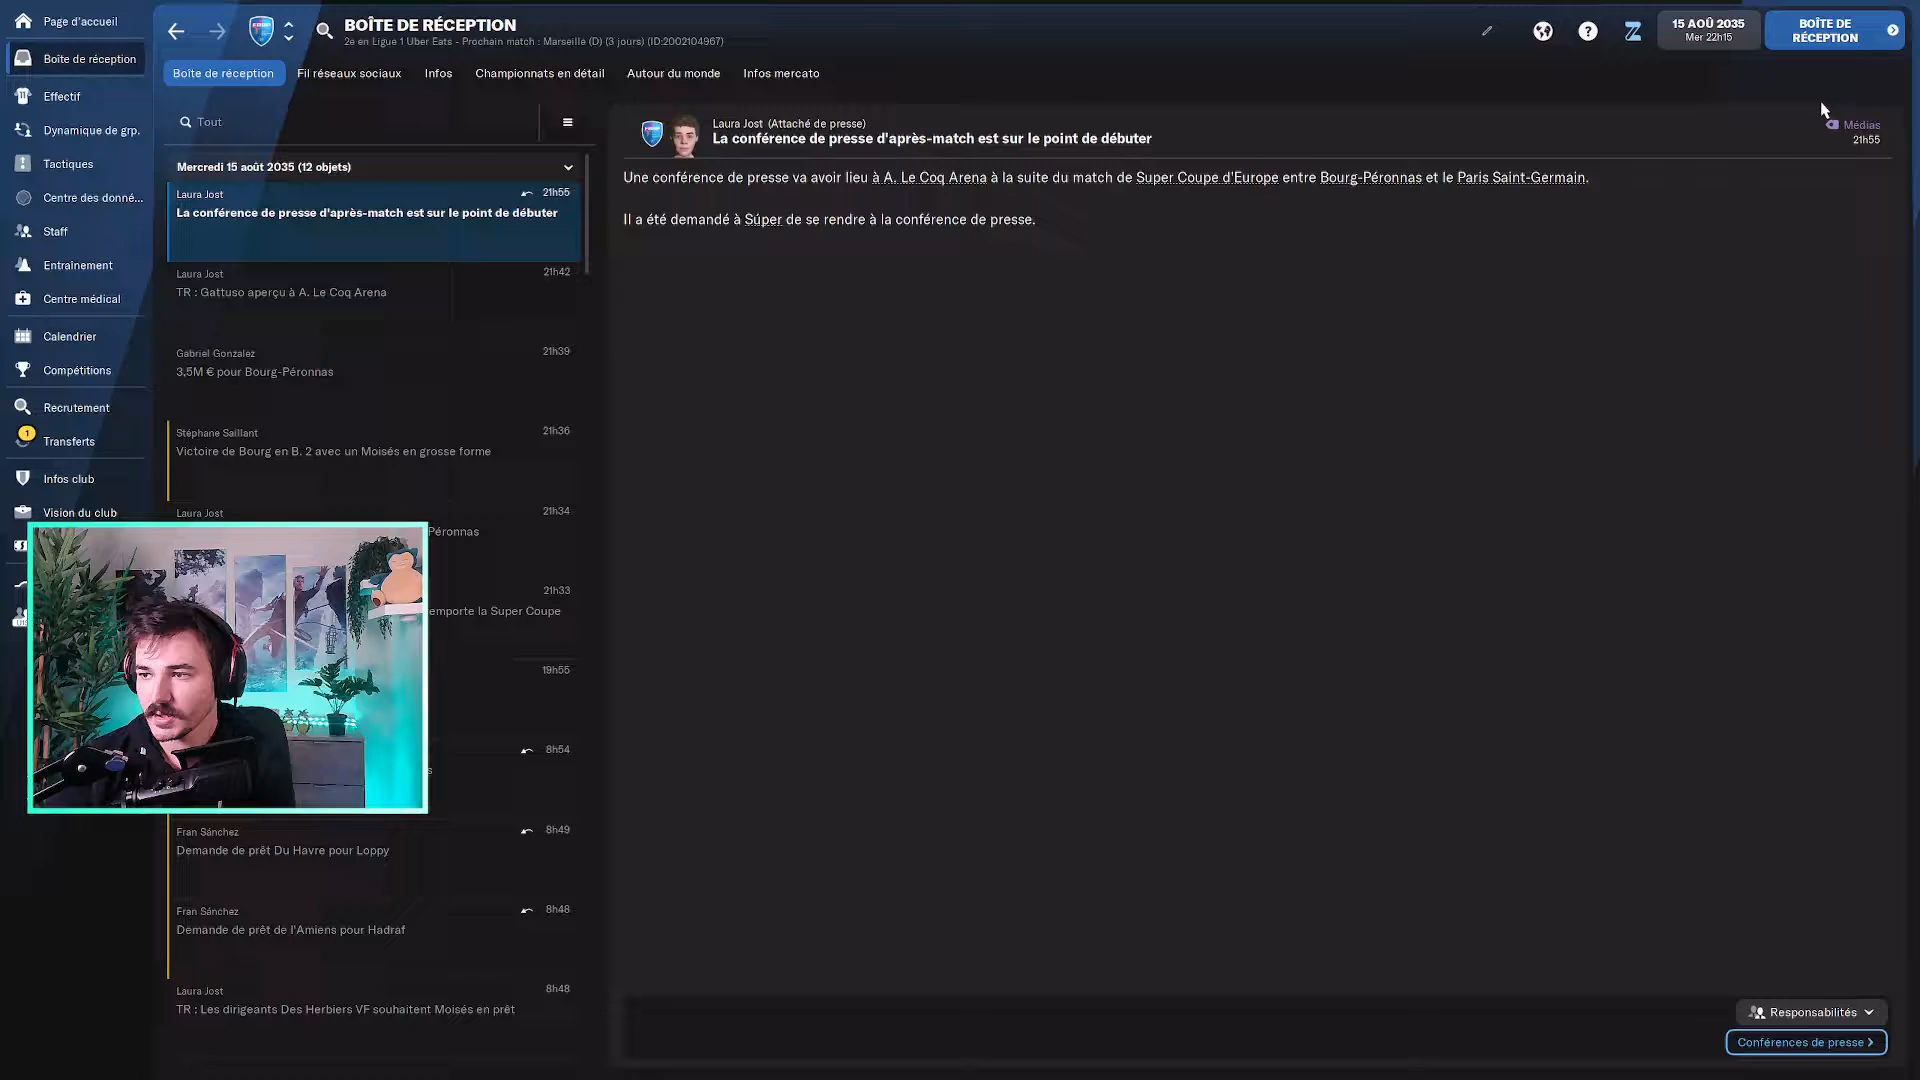 Page d'accueil
BOÎTE DE RÉCEPTION
2e en Ligue 1 Uber Eats - Prochain match : Marseille (D) (3 jours) (ID:2002104967)
15 AOÛ 2035
Mer 22h15
BOÎTE DE RÉCEPTION
Boîte de réception
Boîte de réception
Fil réseaux sociaux
Infos
Championnats en détail
Autour du monde
Infos mercato
Effectif
Dynamique de grp.
Tactiques
Centre des donné...
Staff
Entraînement
Centre médical
Calendrier
Compétitions
Recrutement
1
Transferts
Infos club
Vision du club
Tout
Mercredi 15 août 2035 (12 objets)
Laura Jost
21h55
La conférence de presse d'après-match est sur le point de débuter
Laura Jost
21h42
TR : Gattuso aperçu à A. Le Coq Arena
Gabriel Gonzalez
21h39
3,5M € pour Bourg-Péronnas
Stéphane Saillant
21h36
Victoire de Bourg en B. 2 avec un Moisés en grosse forme
Laura Jost
21h34
Péronnas
21h33
emporte la Super Coupe
19h55
8h54
s
Fran Sánchez
8h49
Demande de prêt Du Havre pour Loppy
Fran Sánchez
8h48
Demande de prêt de l'Amiens pour Hadraf
Laura Jost
8h48
TR : Les dirigeants Des Herbiers VF souhaitent Moisés en prêt
Laura Jost (Attaché de presse)
La conférence de presse d'après-match est sur le point de débuter
Médias
21h55
Une conférence de presse va avoir lieu à A. Le Coq Arena à la suite du match de Super Coupe d'Europe entre Bourg-Péronnas et le Paris Saint-Germain.
Il a été demandé à Súper de se rendre à la conférence de presse.
Responsabilités
Conférences de presse